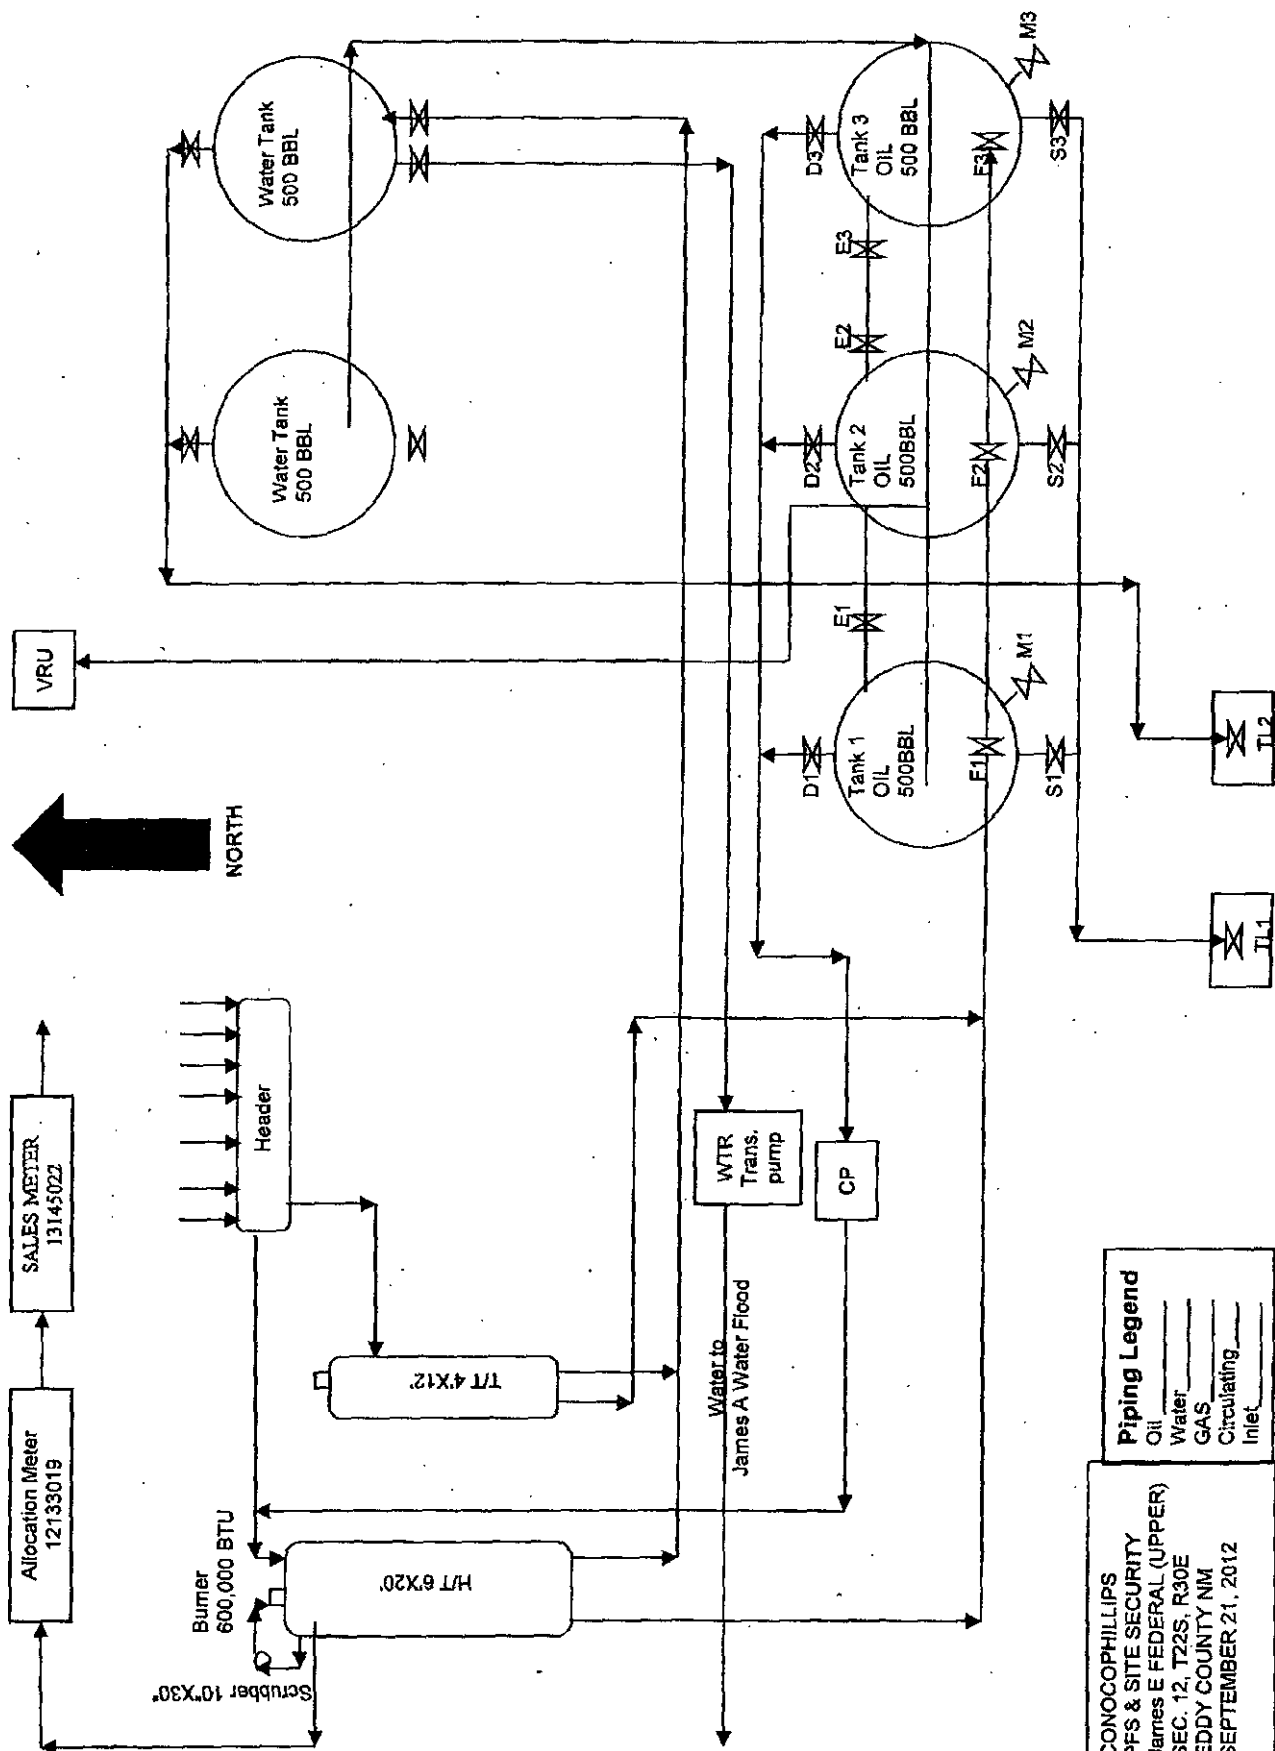 Allocation Meter
12133019
SALES METER
13145022
NORTH
VRU
Header
Water Tank
500 BBL
Water Tank
500 BBL
Burner
600,000 BTU
Scrubber 10"X30"
H/T 6'X20'
T/T 4'X12'
WTR
Trans.
pump
CP
Water to
James A Water Flood
D1
D2
D3
Tank 1
OIL
500BBL
Tank 2
OIL
500BBL
Tank 3
OIL
500 BBL
E1
E2
E3
F1
F2
F3
M1
M2
M3
S1
S2
S3
TL1
TL2
CONOCOPHILLIPS
PFS & SITE SECURITY
James E FEDERAL (UPPER)
SEC. 12, T22S, R30E
EDDY COUNTY NM
SEPTEMBER 21, 2012
Piping Legend
Oil
Water
GAS
Circulating
Inlet